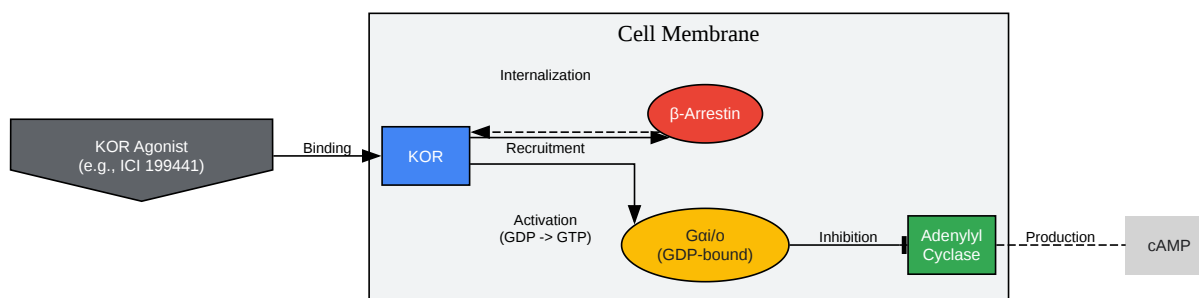 Cell Membrane
Internalization
β-Arrestin
KOR Agonist
(e.g., ICI 199441)
Binding
KOR
Recruitment
Activation
(GDP -> GTP)
Gαi/o
(GDP-bound)
Inhibition
Adenylyl
Cyclase
Production
cAMP